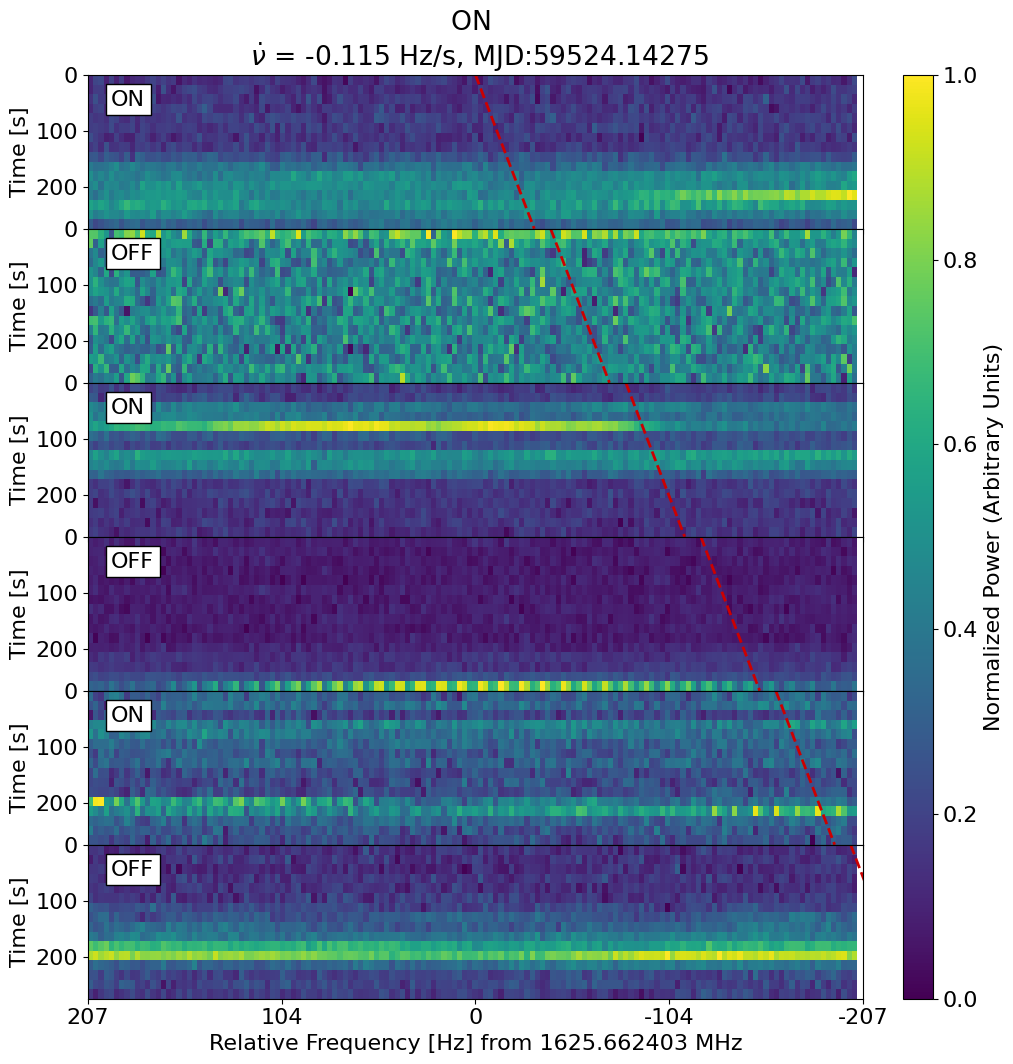 ON
ν̇ = -0.115 Hz/s, MJD:59524.14275
0
ON
100
Time [s]
200
0
OFF
100
Time [s]
200
0
ON
100
Time [s]
200
0
OFF
100
Time [s]
200
0
ON
100
Time [s]
200
0
OFF
100
Time [s]
200
207 104 0 -104 -207
Relative Frequency [Hz] from 1625.662403 MHz
1.0
0.8
0.6
0.4
0.2
0.0
Normalized Power (Arbitrary Units)